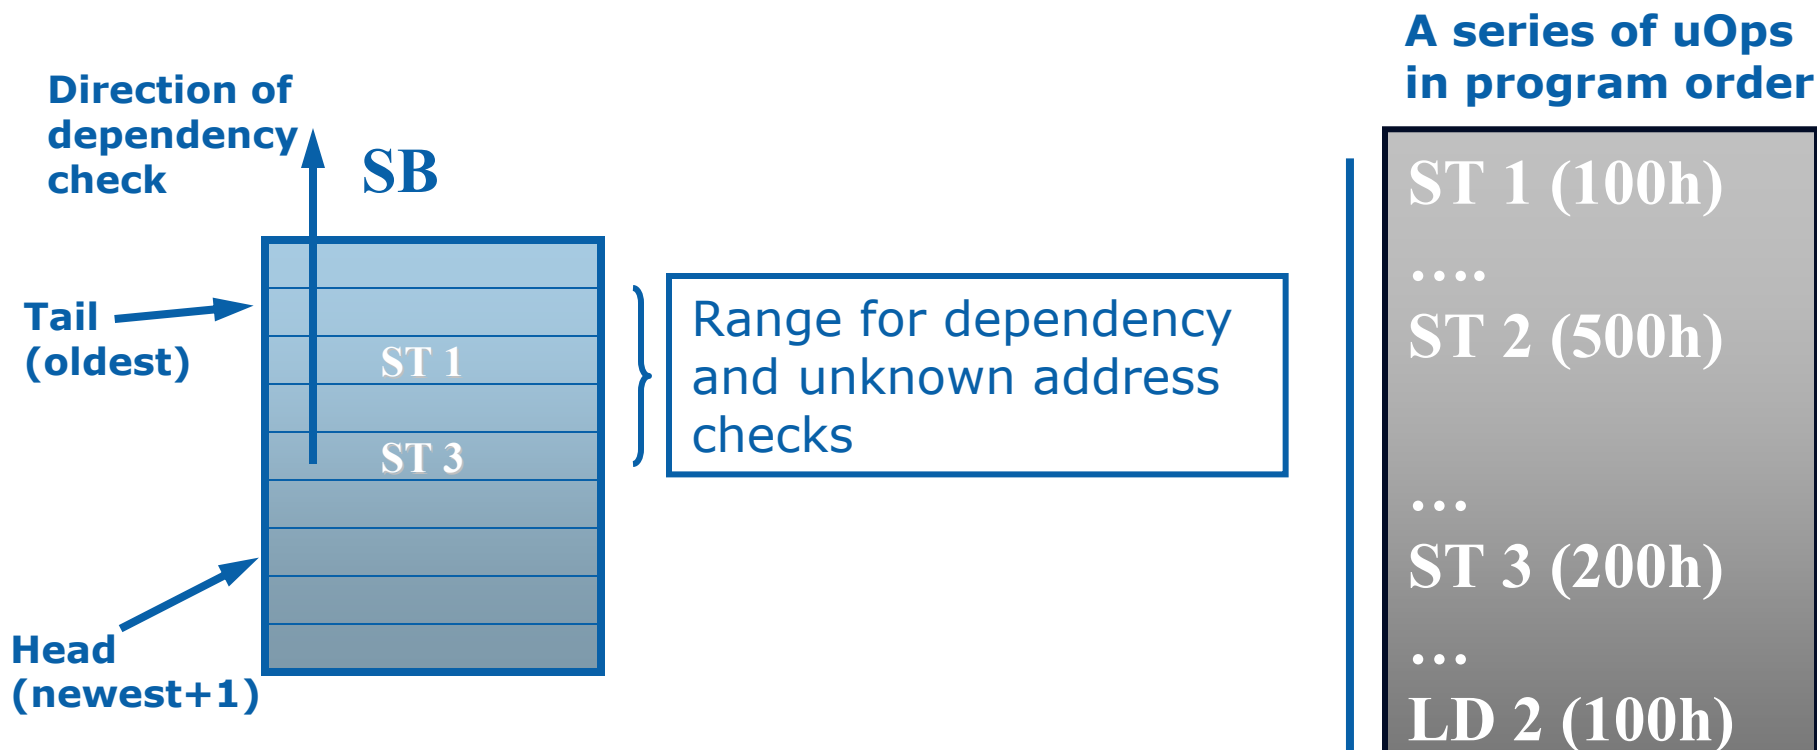 A series of uOps
in program order
Direction of
dependency
check
SB
Tail
(oldest)
ST 1
ST 3
Head
(newest+1)
Range for dependency
and unknown address
checks
ST 1 (100h)
....
ST 2 (500h)
...
ST 3 (200h)
...
LD 2 (100h)